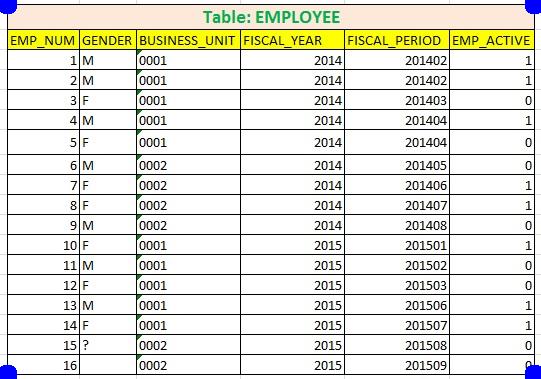 Table: EMPLOYEE
EMP_NUM GENDER BUSINESS_UNIT FISCAL_YEAR FISCAL_PERIOD EMP_ACTIVE
1 M 0001 2014 201402 1
2 M 0001 2014 201402 1
3 F 0001 2014 201403 0
4 M 0001 2014 201404 1
5 F 0001 2014 201404 0
6 M 0002 2014 201405 0
7 F 0002 2014 201406 1
8 F 0002 2014 201407 1
9 M 0002 2014 201408 0
10 F 0001 2015 201501 1
11 M 0001 2015 201502 0
12 F 0001 2015 201503 0
13 M 0001 2015 201506 1
14 F 0001 2015 201507 1
15 ? 0002 2015 201508 0
16 0002 2015 201509 0